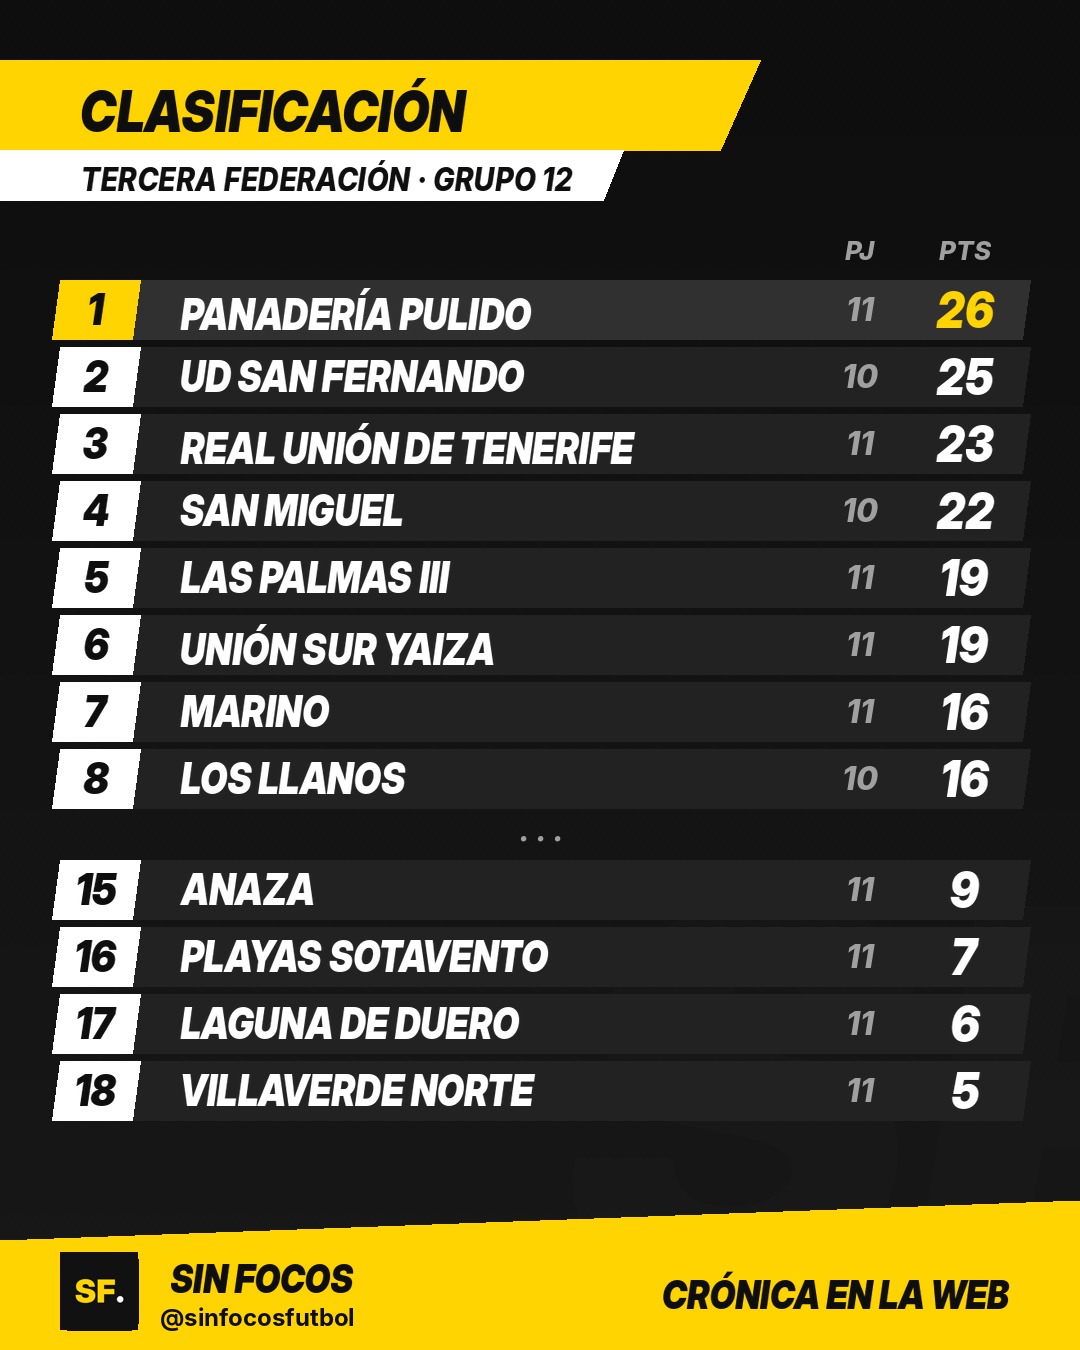 CLASIFICACIÓN
TERCERA FEDERACIÓN · GRUPO 12
PJ PTS
1 PANADERÍA PULIDO 11 26
2 UD SAN FERNANDO 10 25
3 REAL UNIÓN DE TENERIFE 11 23
4 SAN MIGUEL 10 22
5 LAS PALMAS III 11 19
6 UNIÓN SUR YAIZA 11 19
7 MARINO 11 16
8 LOS LLANOS 10 16
...
15 ANAZA 11 9
16 PLAYAS SOTAVENTO 11 7
17 LAGUNA DE DUERO 11 6
18 VILLAVERDE NORTE 11 5
SF. SIN FOCOS
@sinfocosfutbol
CRÓNICA EN LA WEB